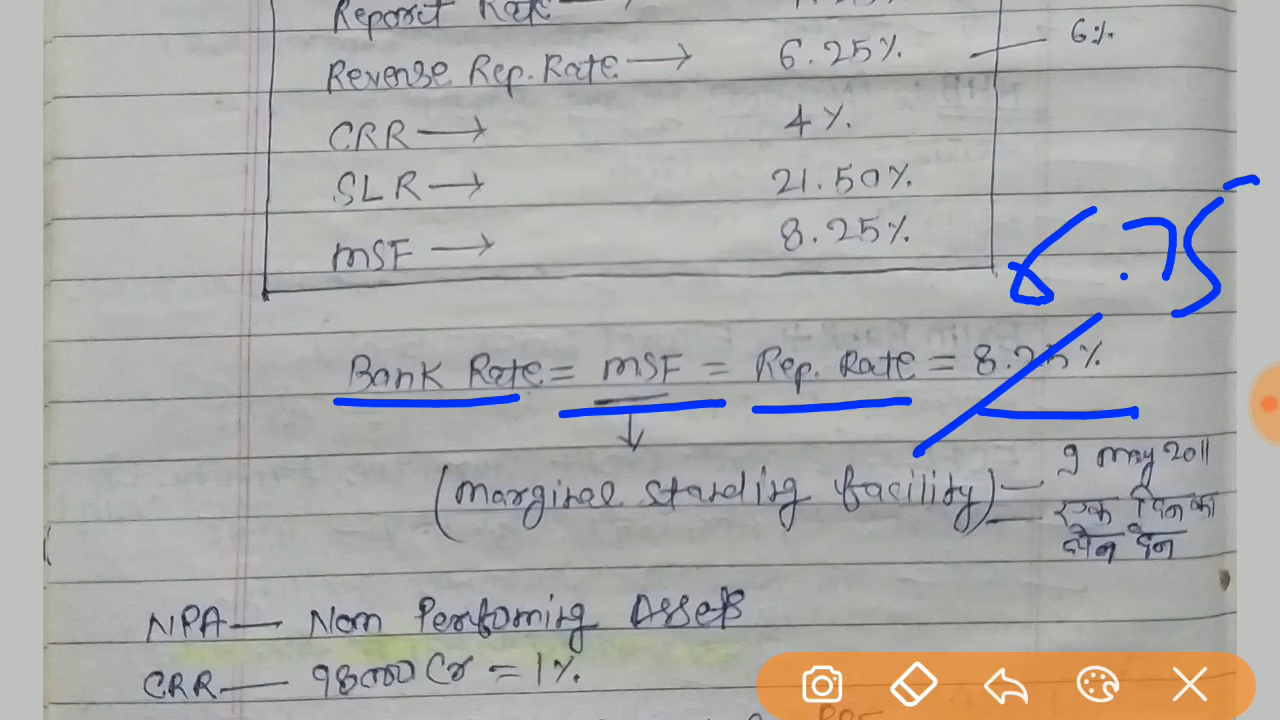 Reporet Rate →
Reverse Rep. Rate → 6.25% — 6%
CRR → 4%.
SLR → 21.50%.
MSF → 8.25%.
6.75
Bank Rate = MSF = Rep. Rate = 8.25%
(Marginal Standing facility) — 9 may 2011
— एक दिन का
लेन देन
NPA — Non Performing Assets
CRR — 98000 Cr = 1%.